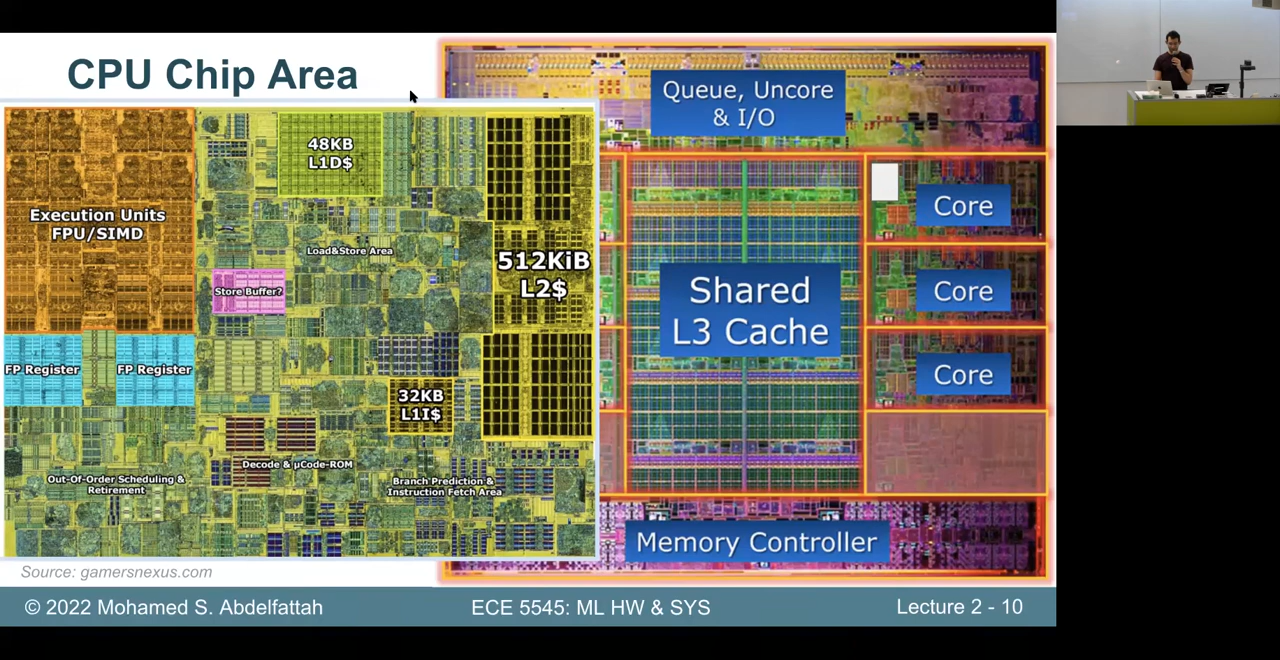 CPU Chip Area
Queue, Uncore
& I/O
48KB
L1D$
Execution Units
FPU/SIMD
Load&Store Area
512KiB
L2$
Store Buffer?
FP Register
FP Register
32KB
L1I$
Decode & μCode-ROM
Out-Of-Order Scheduling &
Retirement
Branch Prediction &
Instruction Fetch Area
Core
Shared
L3 Cache
Core
Core
Memory Controller
Source: gamersnexus.com
© 2022 Mohamed S. Abdelfattah
ECE 5545: ML HW & SYS
Lecture 2 - 10